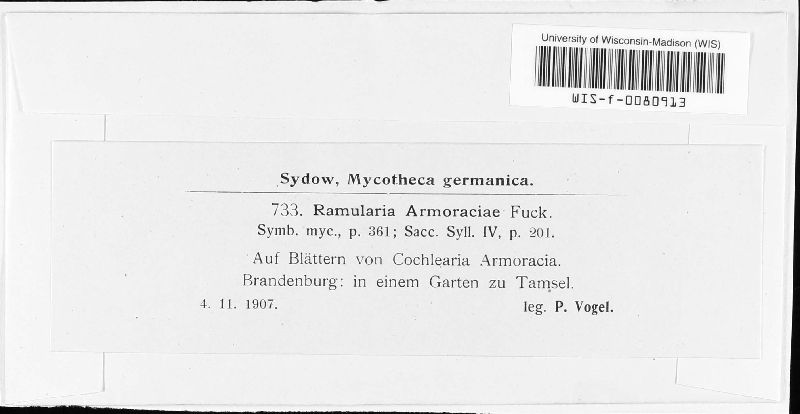 University of Wisconsin-Madison (WIS)
WIS-f-0080913
Sydow, Mycotheca germanica.
733. Ramularia Armoraciae Fuck.
Symb. myc., p. 361; Sacc. Syll. IV, p. 201.
Auf Blättern von Cochlearia Armoracia.
Brandenburg: in einem Garten zu Tamsel.
4. 11. 1907. leg. P. Vogel.